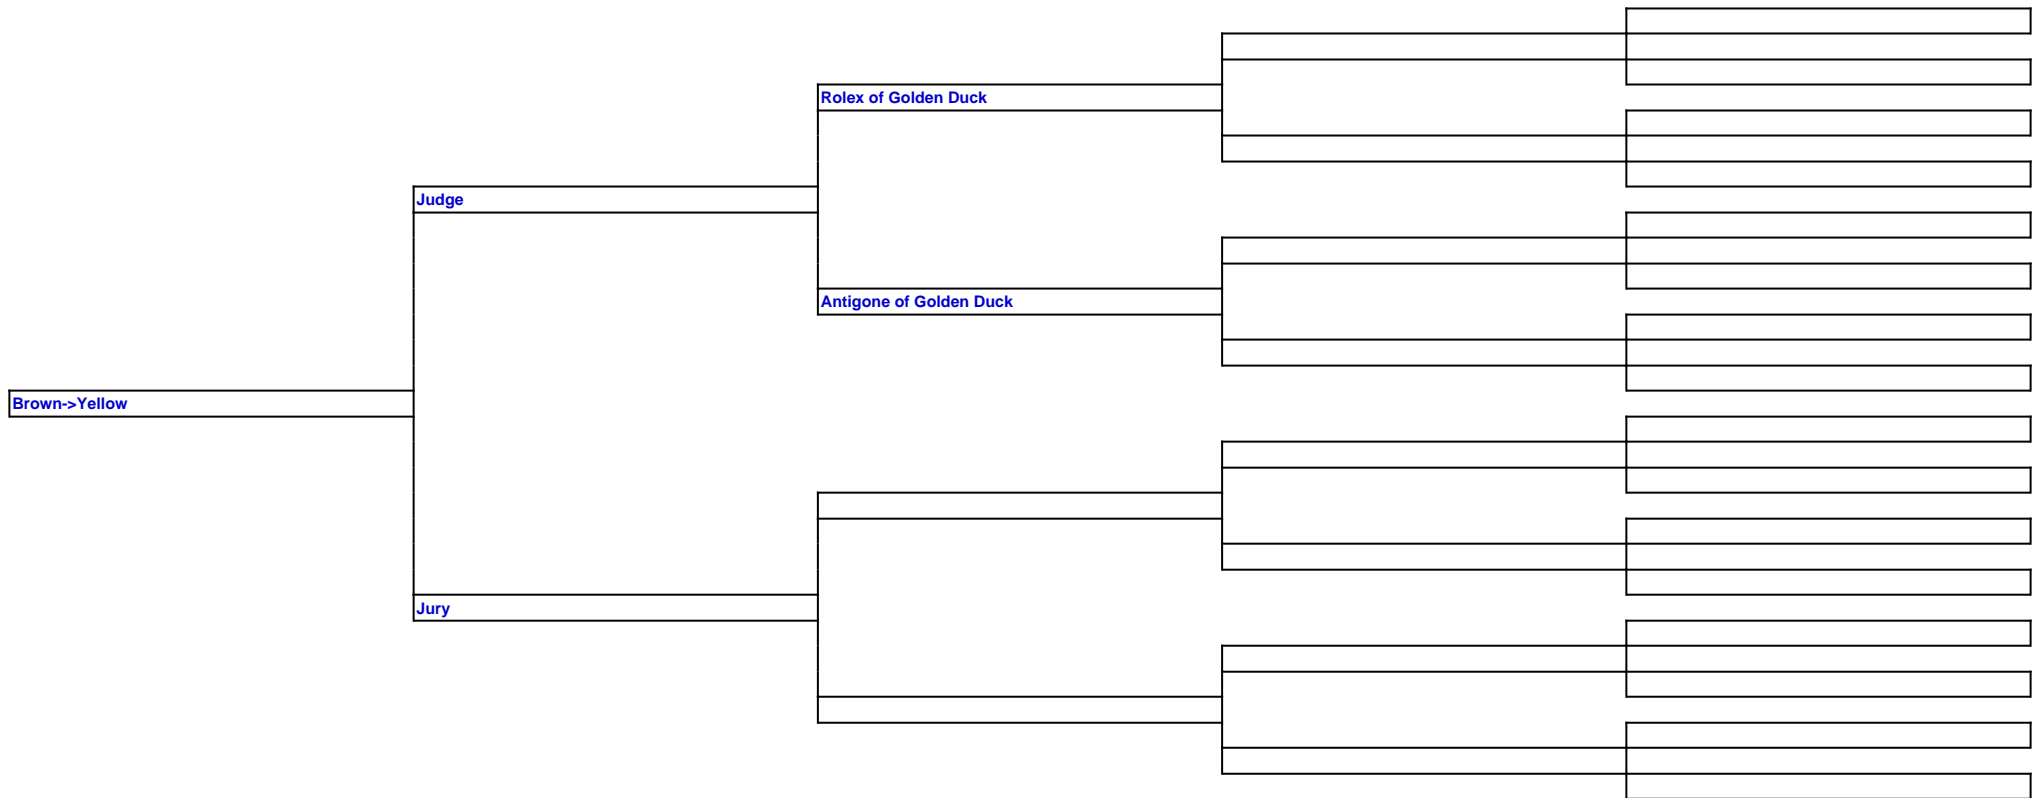 Rolex of Golden Duck
Judge
Antigone of Golden Duck
Brown->Yellow
Jury